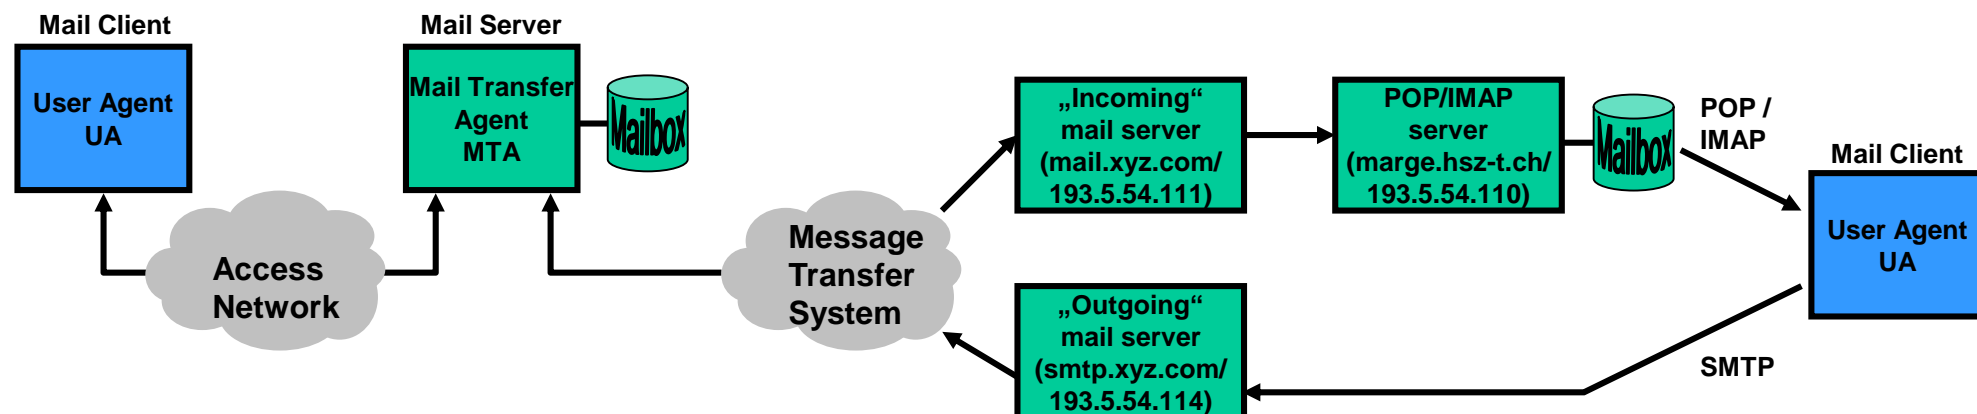 Mail Client
User Agent
UA
Access
Network
Mail Server
Mail Transfer
Agent
MTA
Mailbox
Message
Transfer
System
„Incoming“
mail server
(mail.xyz.com/
193.5.54.111)
POP/IMAP
server
(marge.hsz-t.ch/
193.5.54.110)
Mailbox
POP /
IMAP
Mail Client
User Agent
UA
„Outgoing“
mail server
(smtp.xyz.com/
193.5.54.114)
SMTP